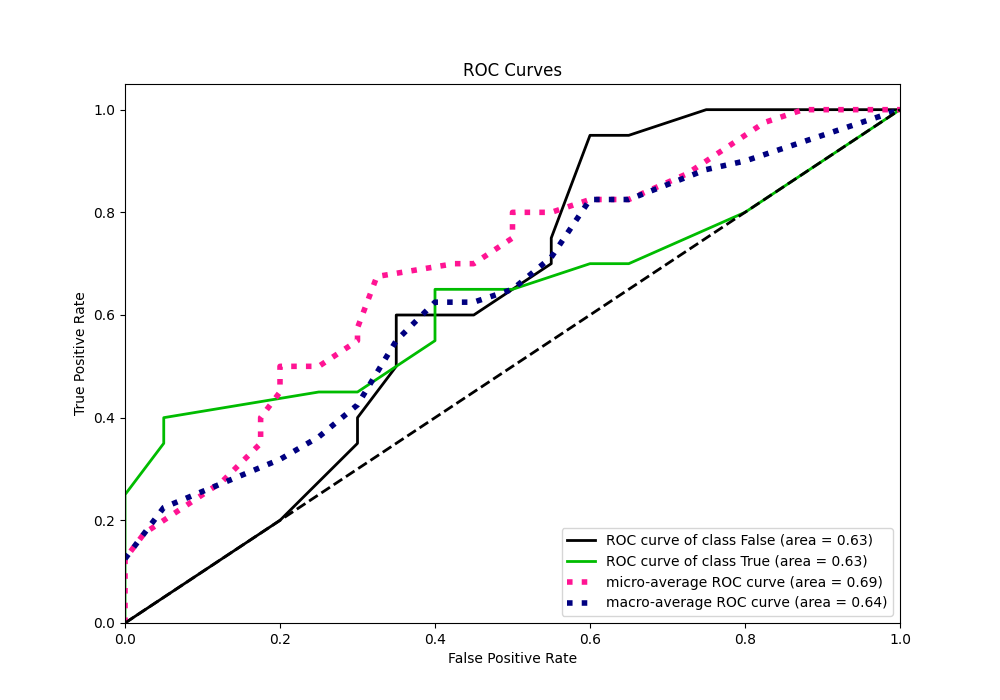 ROC Curves
True Positive Rate
1.0
0.8
0.6
0.4
0.2
0.0
0.0 0.2 0.4 0.6 0.8 1.0
False Positive Rate
ROC curve of class False (area = 0.63)
ROC curve of class True (area = 0.63)
micro-average ROC curve (area = 0.69)
macro-average ROC curve (area = 0.64)